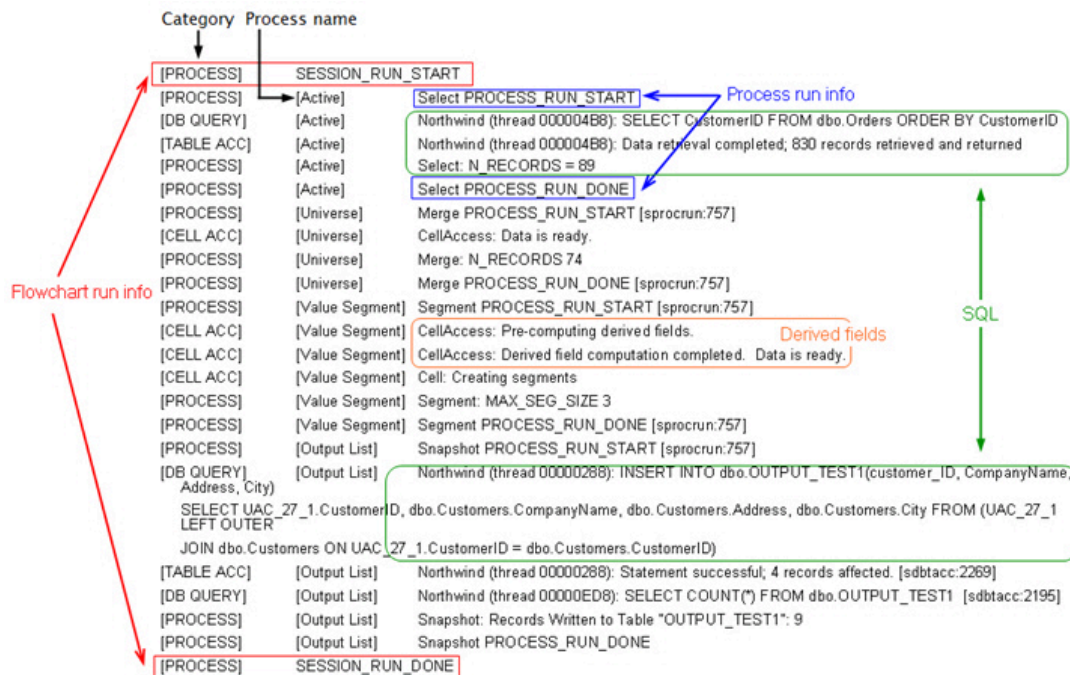 Category Process name
[PROCESS] SESSION_RUN_START
[PROCESS] [Active] Select PROCESS_RUN_START Process run info
[DB QUERY] [Active] Northwind (thread 000004B8): SELECT CustomerID FROM dbo.Orders ORDER BY CustomerID
[TABLE ACC] [Active] Northwind (thread 000004B8): Data retrieval completed; 830 records retrieved and returned
[PROCESS] [Active] Select: N_RECORDS = 89
[PROCESS] [Active] Select PROCESS_RUN_DONE
[PROCESS] [Universe] Merge PROCESS_RUN_START [sprocrun:757]
[CELL ACC] [Universe] CellAccess: Data is ready.
[PROCESS] [Universe] Merge: N_RECORDS 74
[PROCESS] [Universe] Merge PROCESS_RUN_DONE [sprocrun:757]
Flowchart run info
[PROCESS] [Value Segment] Segment PROCESS_RUN_START [sprocrun:757]
SQL
[CELL ACC] [Value Segment] CellAccess: Pre-computing derived fields. Derived fields
[CELL ACC] [Value Segment] CellAccess: Derived field computation completed. Data is ready.
[CELL ACC] [Value Segment] Cell: Creating segments
[PROCESS] [Value Segment] Segment: MAX_SEG_SIZE 3
[PROCESS] [Value Segment] Segment PROCESS_RUN_DONE [sprocrun:757]
[PROCESS] [Output List] Snapshot PROCESS_RUN_START [sprocrun:757]
[DB QUERY] [Output List] Northwind (thread 00000288): INSERT INTO dbo.OUTPUT_TEST1(customer_ID, CompanyName,
Address, City)
SELECT UAC_27_1.CustomerID, dbo.Customers.CompanyName, dbo.Customers.Address, dbo.Customers.City FROM (UAC_27_1
LEFT OUTER
JOIN dbo.Customers ON UAC_27_1.CustomerID = dbo.Customers.CustomerID)
[TABLE ACC] [Output List] Northwind (thread 00000288): Statement successful; 4 records affected. [sdbtacc:2269]
[DB QUERY] [Output List] Northwind (thread 00000ED8): SELECT COUNT(*) FROM dbo.OUTPUT_TEST1 [sdbtacc:2195]
[PROCESS] [Output List] Snapshot: Records Written to Table "OUTPUT_TEST1": 9
[PROCESS] [Output List] Snapshot PROCESS_RUN_DONE
[PROCESS] SESSION_RUN_DONE